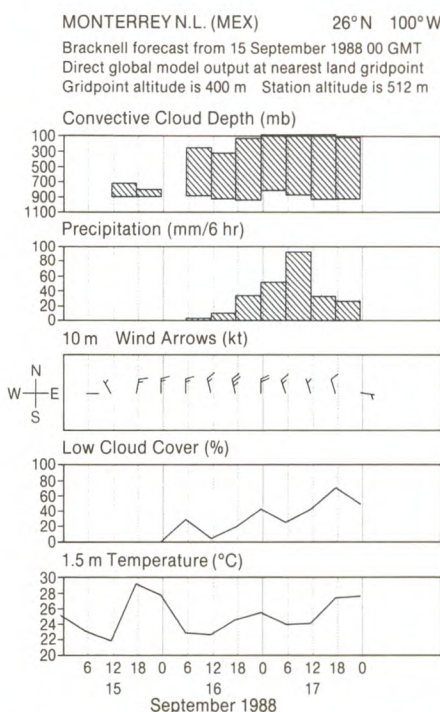 MONTERREY N.L. (MEX) 26°N 100°W
Bracknell forecast from 15 September 1988 00 GMT
Direct global model output at nearest land gridpoint
Gridpoint altitude is 400 m Station altitude is 512 m
Convective Cloud Depth (mb)
100
300
500
700
900
1100
Precipitation (mm/6 hr)
100
80
60
40
20
0
10 m Wind Arrows (kt)
N
W E
S
Low Cloud Cover (%)
100
80
60
40
20
0
1.5 m Temperature (°C)
30
28
26
24
22
20
6 12 18 0 6 12 18 0 6 12 18 0
15 16 17
September 1988